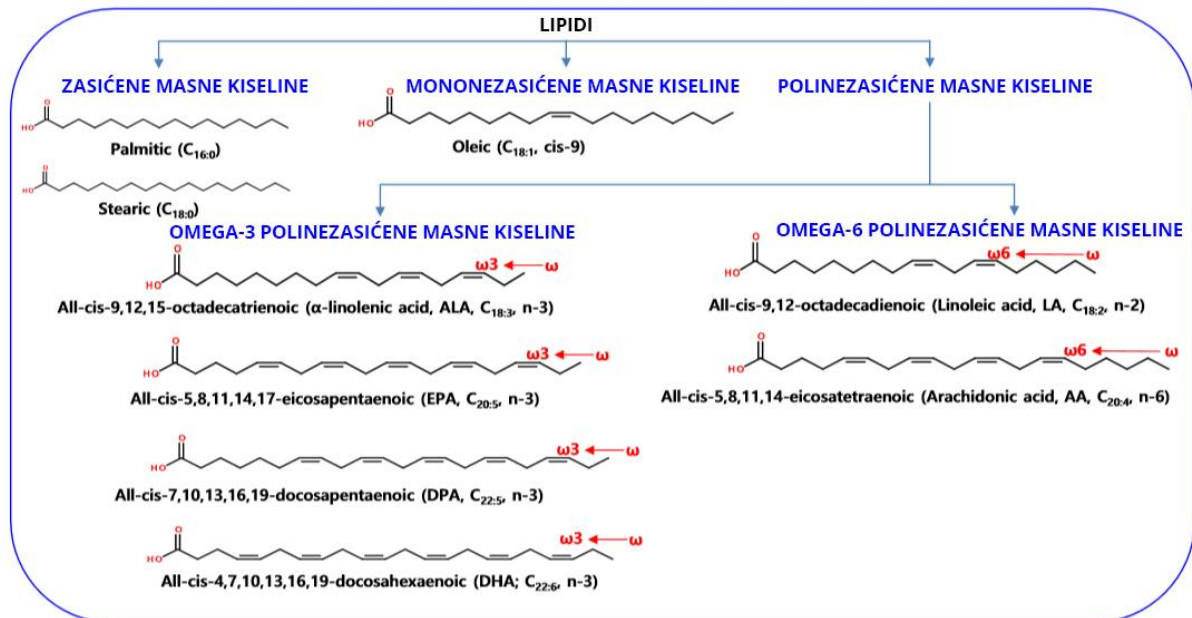 LIPIDI
ZASIĆENE MASNE KISELINE
MONONEZASIĆENE MASNE KISELINE
POLINEZASIĆENE MASNE KISELINE
O
HO
Palmitic (C16:0)
O
HO
Oleic (C18:1, cis-9)
O
HO
Stearic (C18:0)
OMEGA-3 POLINEZASIĆENE MASNE KISELINE
OMEGA-6 POLINEZASIĆENE MASNE KISELINE
O
HO
ω3 ω
All-cis-9,12,15-octadecatrienoic (α-linolenic acid, ALA, C18:3, n-3)
O
HO
ω6 ω
All-cis-9,12-octadecadienoic (Linoleic acid, LA, C18:2, n-2)
O
HO
ω3 ω
All-cis-5,8,11,14,17-eicosapentaenoic (EPA, C20:5, n-3)
O
HO
ω6 ω
All-cis-5,8,11,14-eicosatetraenoic (Arachidonic acid, AA, C20:4, n-6)
O
HO
ω3 ω
All-cis-7,10,13,16,19-docosapentaenoic (DPA, C22:5, n-3)
O
HO
ω3 ω
All-cis-4,7,10,13,16,19-docosahexaenoic (DHA; C22:6, n-3)